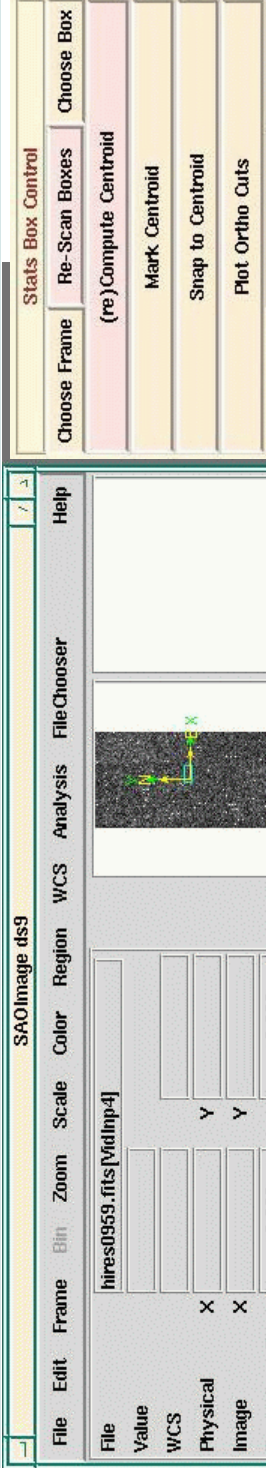 SAOImage ds9
File Edit Frame Bin Zoom Scale Color Region WCS Analysis FileChooser Help
File hires0959.fits[VidInp4]
Value
WCS
Physical X Y
Image X Y
Y
N
E X
Stats Box Control
Choose Frame Re-Scan Boxes Choose Box
(re)Compute Centroid
Mark Centroid
Snap to Centroid
Plot Ortho Cuts